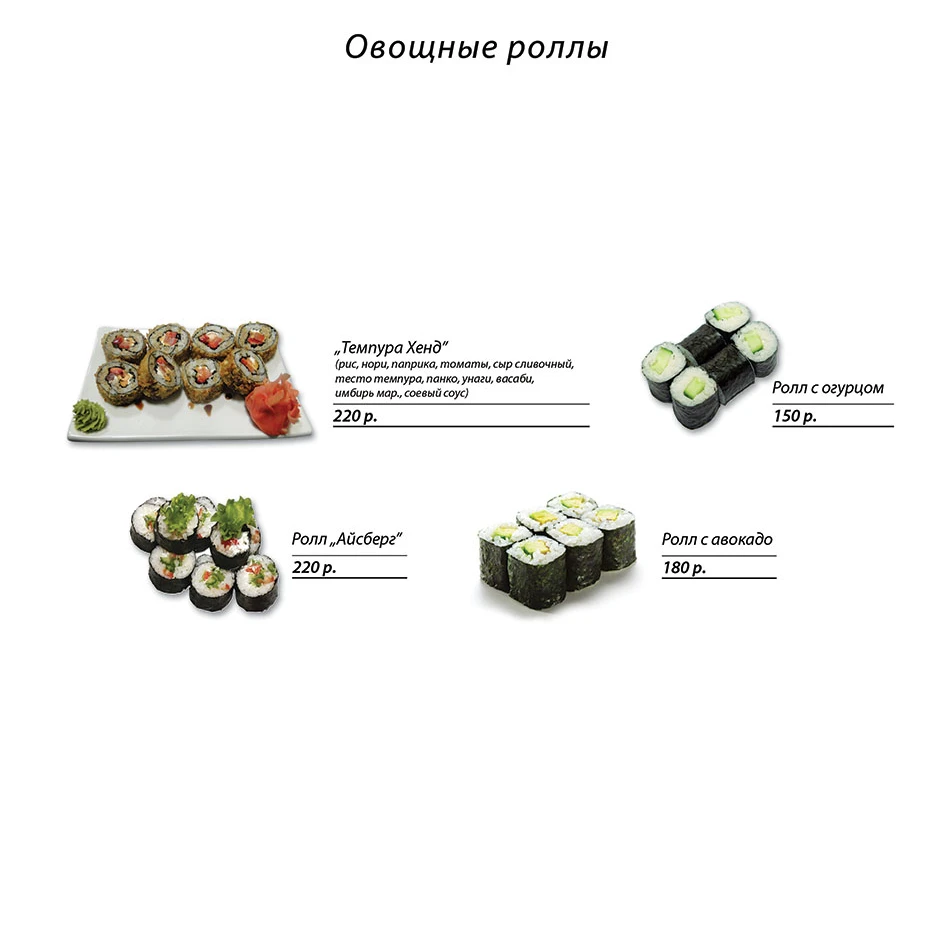 Овощные роллы
„Темпура Хенд”
(рис, нори, паприка, томаты, сыр сливочный,
тесто темпура, панко, унаги, васаби,
имбирь мар., соевый соус)
220 р.
Ролл с огурцом
150 р.
Ролл „Айсберг”
220 р.
Ролл с авокадо
180 р.